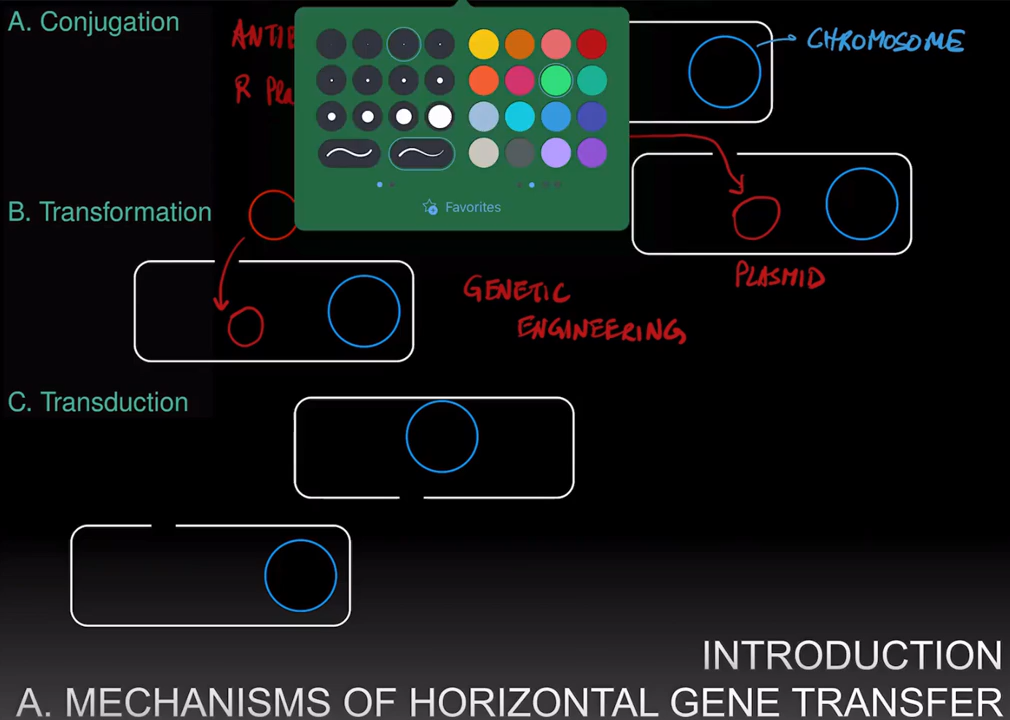 A. Conjugation
CHROMOSOME
R
B. Transformation
Favorites
PLASMID
GENETIC
ENGINEERING
C. Transduction
INTRODUCTION
A. MECHANISMS OF HORIZONTAL GENE TRANSFER